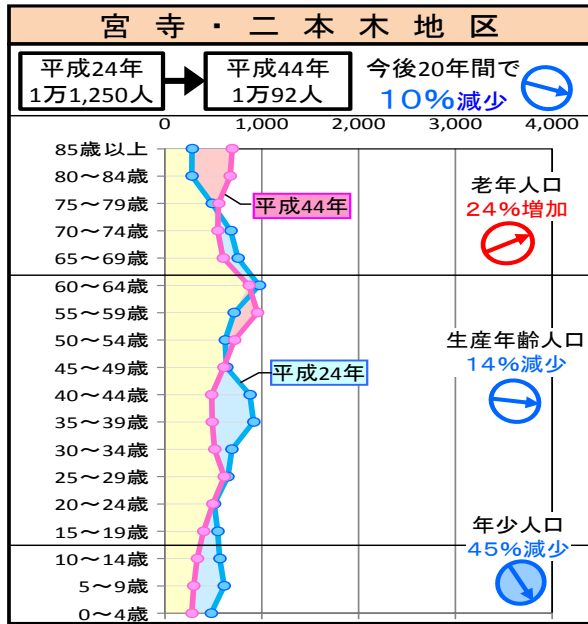 宮寺・二本木地区
平成24年
1万1,250人
平成44年
1万92人
今後20年間で
10%減少
0 1,000 2,000 3,000 4,000
85歳以上
80～84歳
75～79歳
70～74歳
65～69歳
60～64歳
55～59歳
50～54歳
45～49歳
40～44歳
35～39歳
30～34歳
25～29歳
20～24歳
15～19歳
10～14歳
5～9歳
0～4歳
平成44年
平成24年
老年人口
24%増加
生産年齢人口
14%減少
年少人口
45%減少